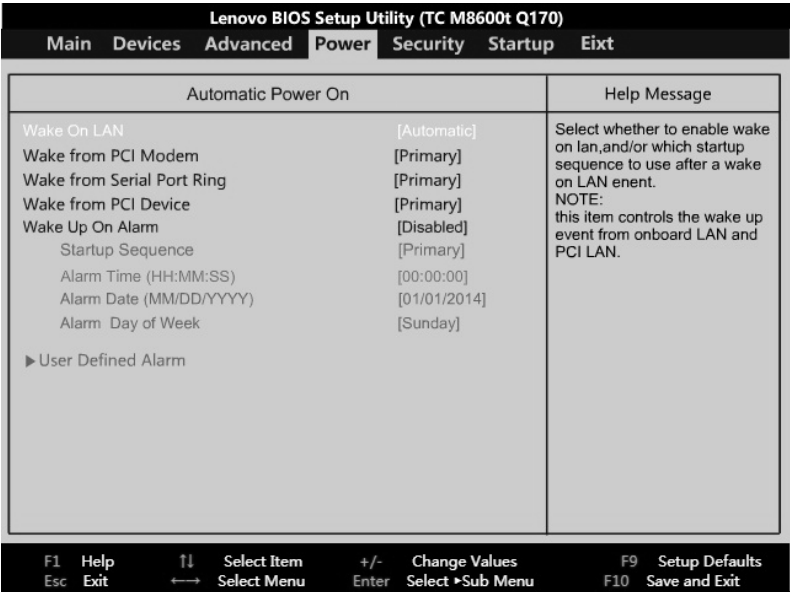 Lenovo BIOS Setup Utility (TC M8600t Q170)
Main Devices Advanced Power Security Startup Eixt
Automatic Power On
Help Message
Wake On LAN [Automatic]
Wake from PCI Modem [Primary]
Wake from Serial Port Ring [Primary]
Wake from PCI Device [Primary]
Wake Up On Alarm [Disabled]
Startup Sequence [Primary]
Alarm Time (HH:MM:SS) [00:00:00]
Alarm Date (MM/DD/YYYY) [01/01/2014]
Alarm Day of Week [Sunday]
▶User Defined Alarm
Select whether to enable wake
on lan,and/or which startup
sequence to use after a wake
on LAN enent.
NOTE:
this item controls the wake up
event from onboard LAN and
PCI LAN.
F1 Help ↑↓ Select Item +/- Change Values F9 Setup Defaults
Esc Exit ←→ Select Menu Enter Select ▸Sub Menu F10 Save and Exit